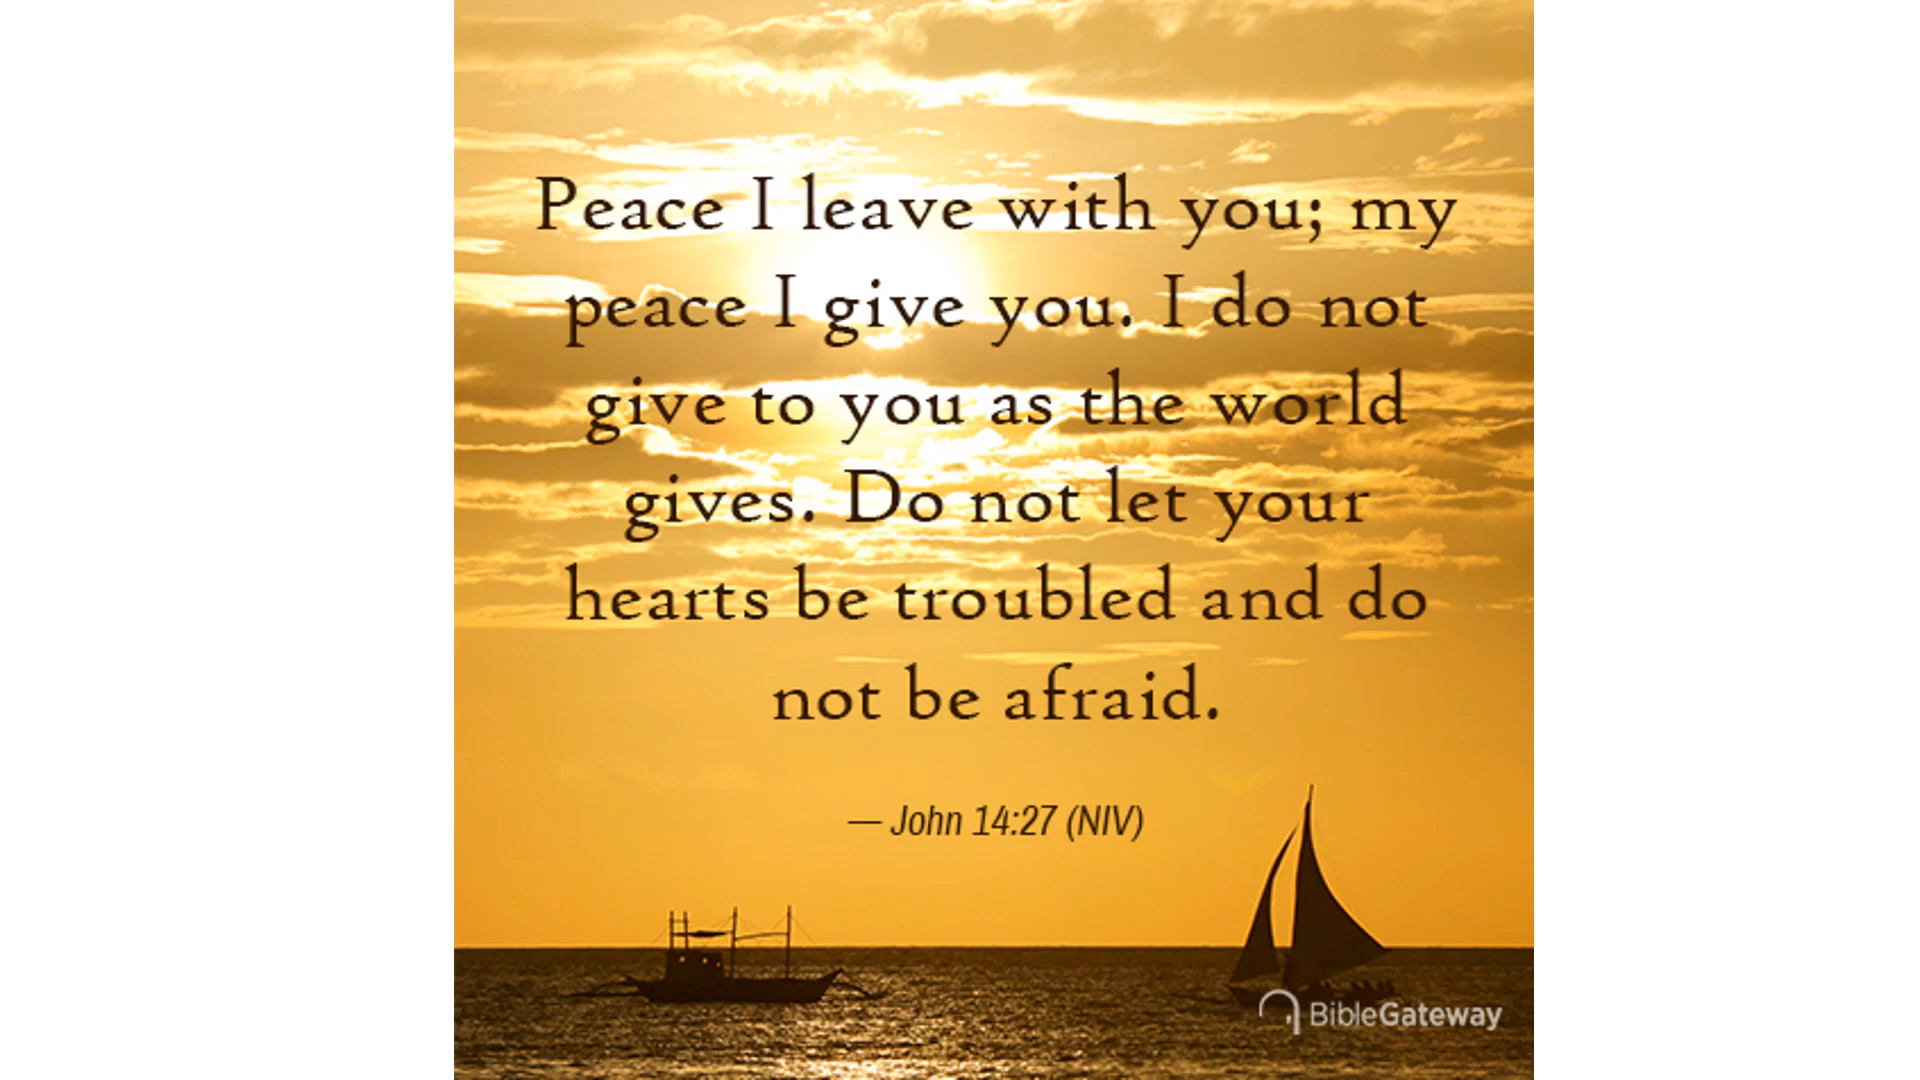 Peace I leave with you; my
peace I give you. I do not
give to you as the world
gives. Do not let your
hearts be troubled and do
not be afraid.
— John 14:27 (NIV)
BibleGateway